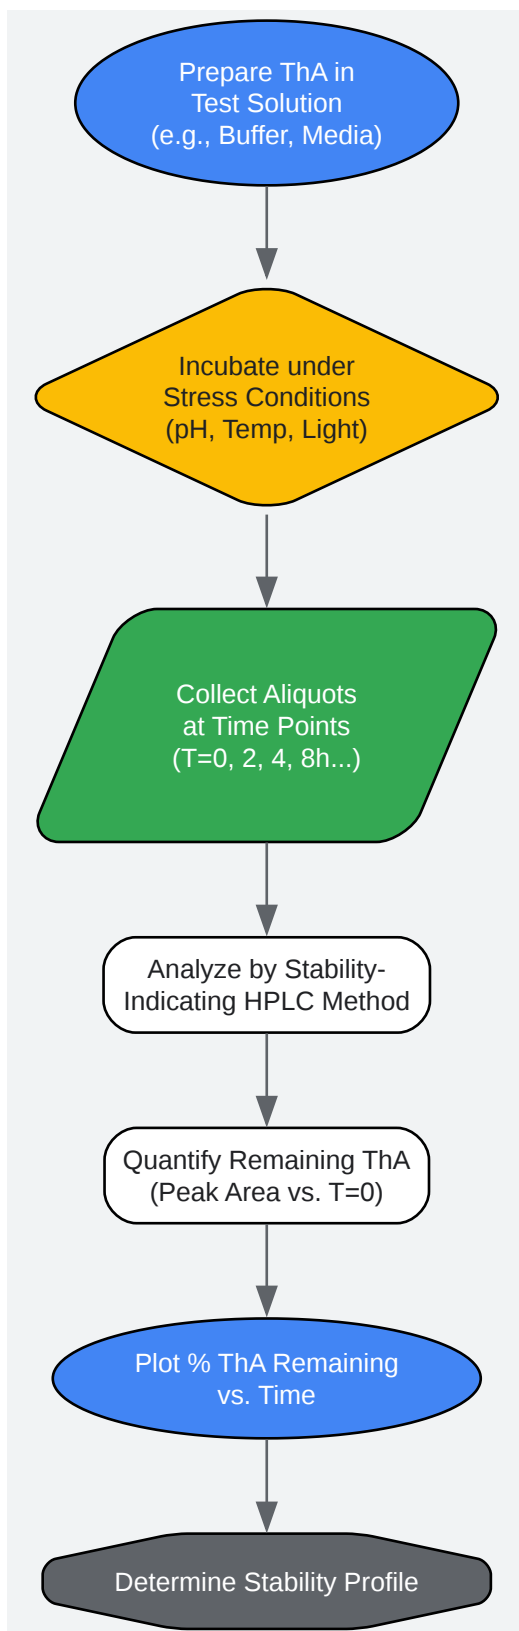 Prepare ThA in
Test Solution
(e.g., Buffer, Media)
Incubate under
Stress Conditions
(pH, Temp, Light)
Collect Aliquots
at Time Points
(T=0, 2, 4, 8h...)
Analyze by Stability-
Indicating HPLC Method
Quantify Remaining ThA
(Peak Area vs. T=0)
Plot % ThA Remaining
vs. Time
Determine Stability Profile